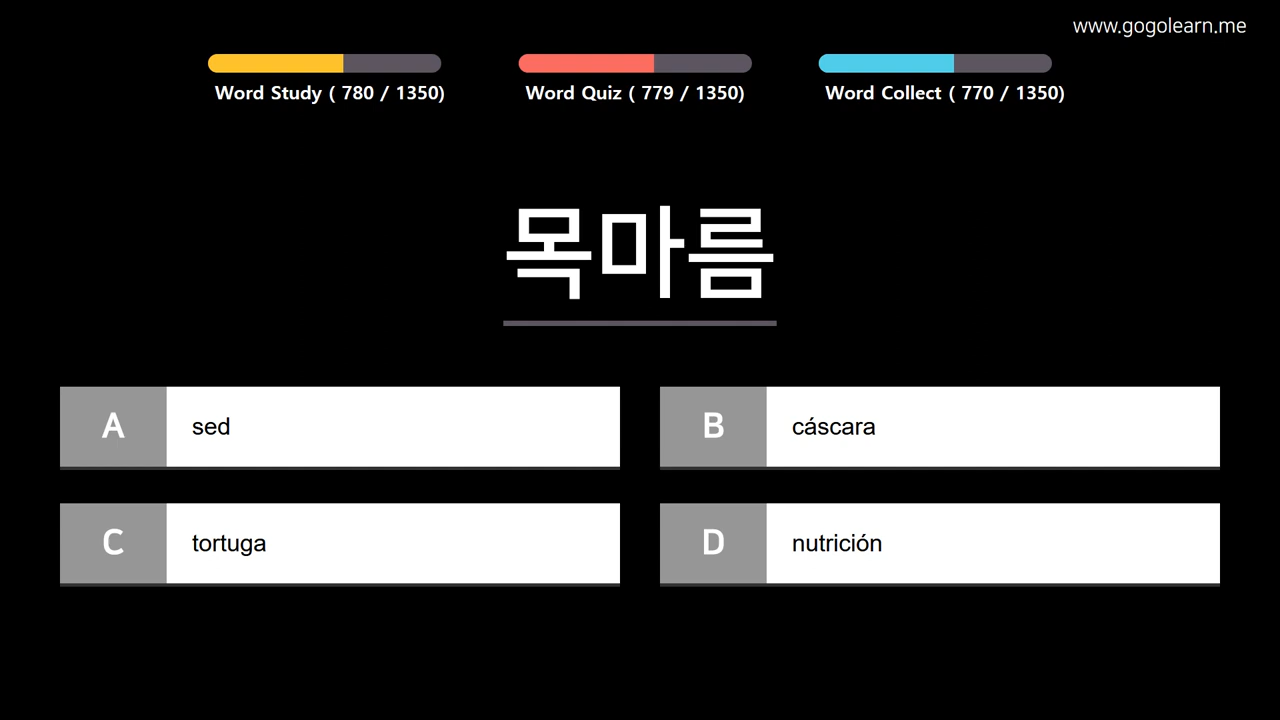 www.gogolearn.me
Word Study ( 780 / 1350)
Word Quiz ( 779 / 1350)
Word Collect ( 770 / 1350)
목마름
A sed
B cáscara
C tortuga
D nutrición